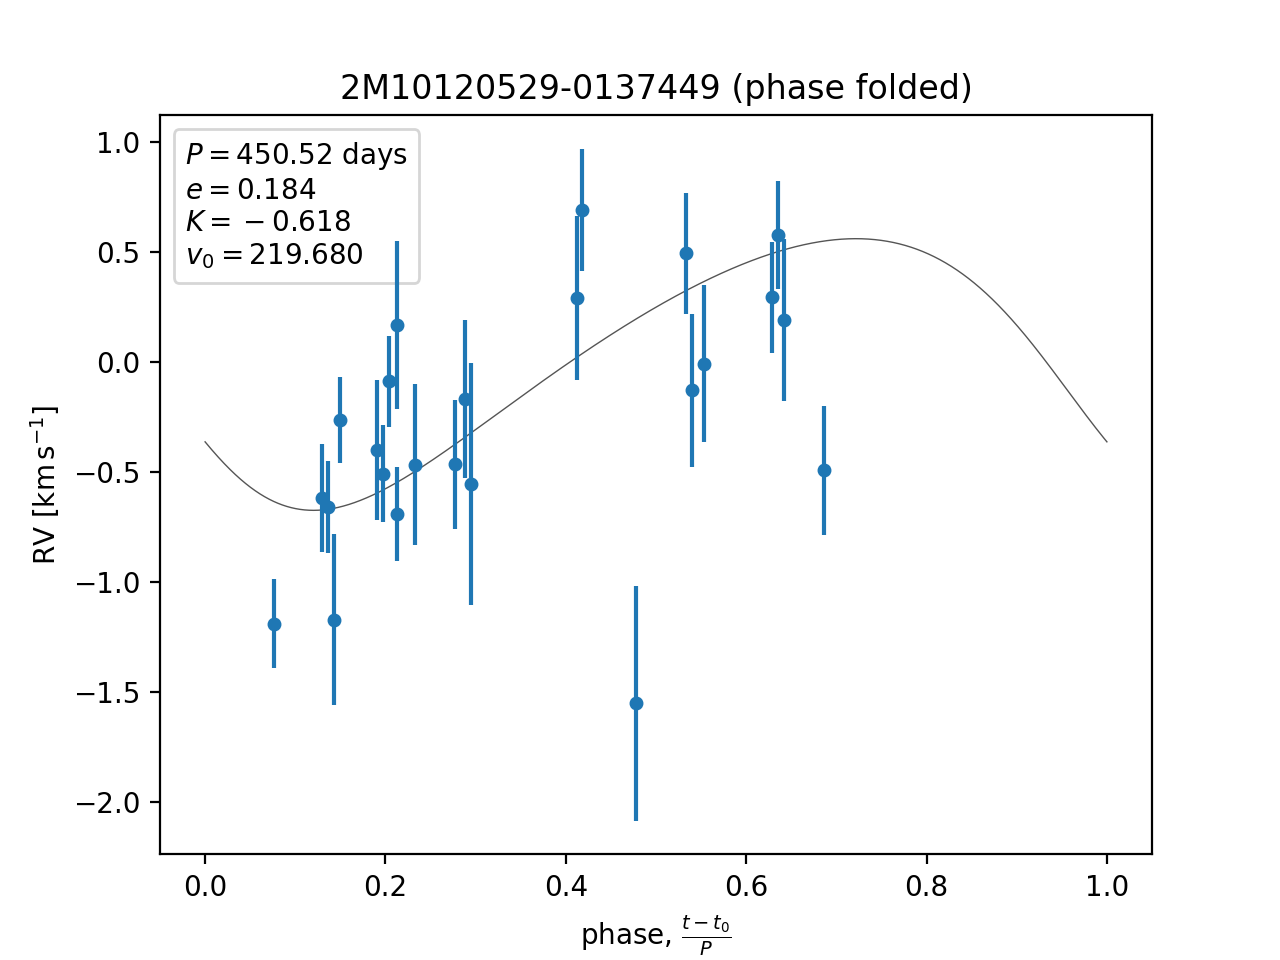 2M10120529-0137449 (phase folded)
P = 450.52 days
e = 0.184
K = −0.618
v₀ = 219.680
1.0
0.5
0.0
−0.5
−1.0
−1.5
−2.0
RV [km s⁻¹]
0.0 0.2 0.4 0.6 0.8 1.0
phase, (t − t₀)/P